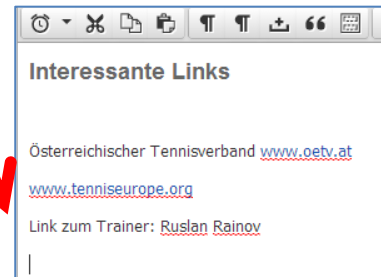 Interessante Links
Österreichischer Tennisverband www.oetv.at
www.tenniseurope.org
Link zum Trainer: Ruslan Rainov